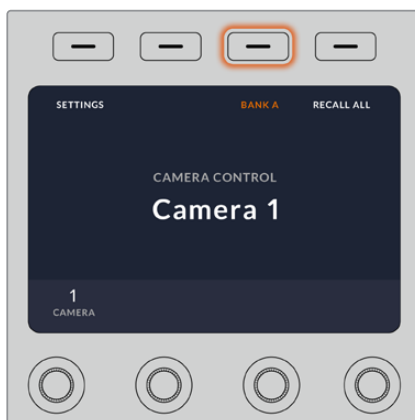 SETTINGS BANK A RECALL ALL
CAMERA CONTROL
Camera 1
1
CAMERA